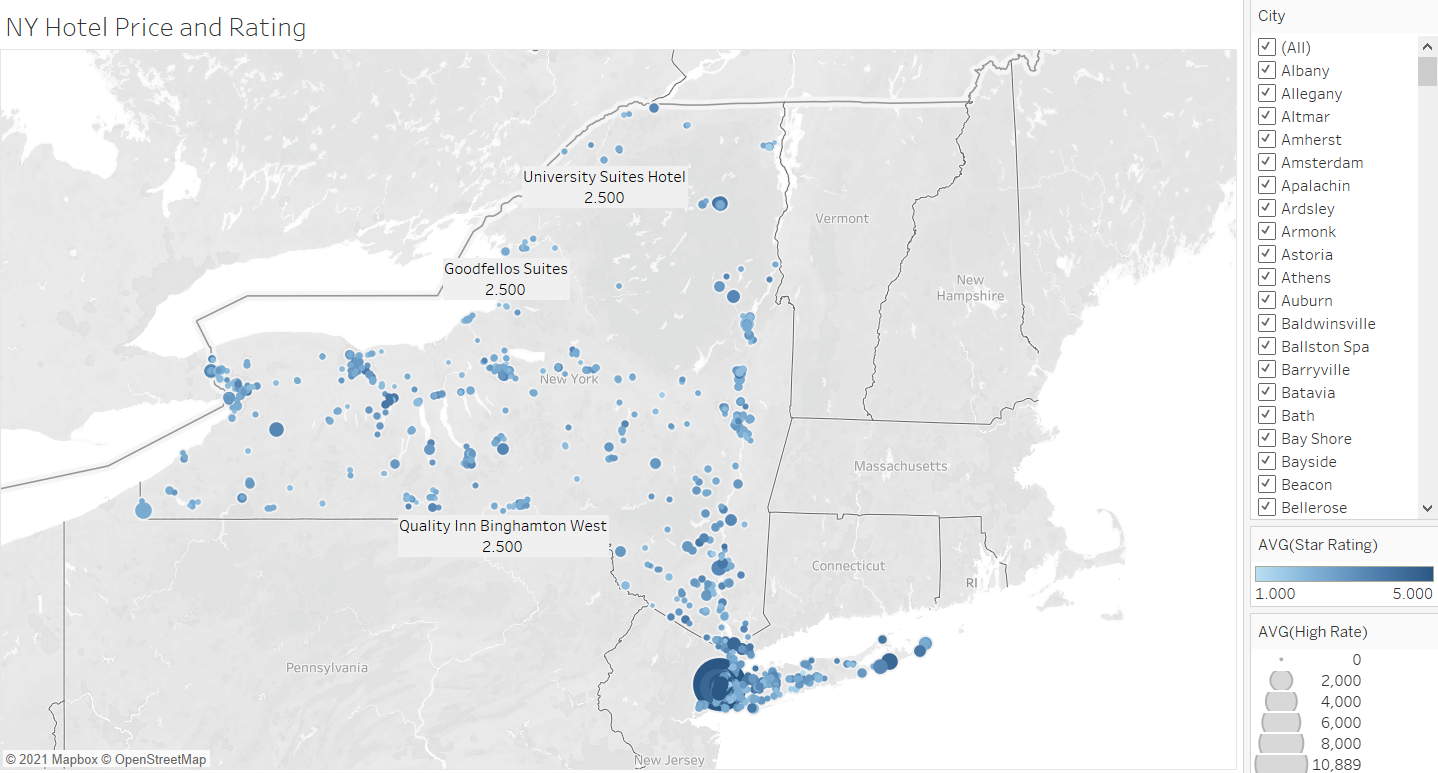 NY Hotel Price and Rating
University Suites Hotel
2.500
Vermont
Goodfellos Suites
2.500
New
Hampshire
New York
Massachusetts
Quality Inn Binghamton West
2.500
Connecticut
RI
Pennsylvania
New Jersey
© 2021 Mapbox © OpenStreetMap
City
(All)
Albany
Allegany
Altmar
Amherst
Amsterdam
Apalachin
Ardsley
Armonk
Astoria
Athens
Auburn
Baldwinsville
Ballston Spa
Barryville
Batavia
Bath
Bay Shore
Bayside
Beacon
Bellerose
AVG(Star Rating)
1.000 5.000
AVG(High Rate)
0
2,000
4,000
6,000
8,000
10,889